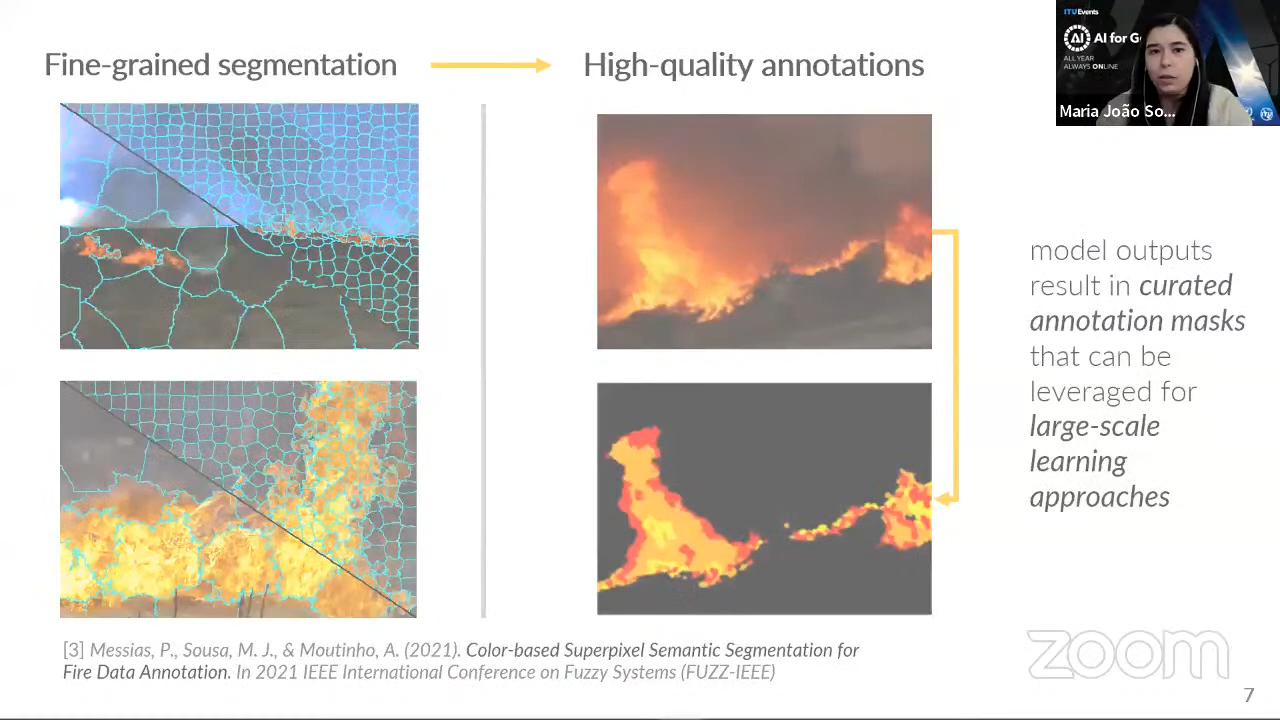 Fine-grained segmentation
High-quality annotations
ITUEvents
AI
AI for G
ALL YEAR
ALWAYS ONLINE
Maria João So...
model outputs
result in curated
annotation masks
that can be
leveraged for
large-scale
learning
approaches
[3] Messias, P., Sousa, M. J., & Moutinho, A. (2021). Color-based Superpixel Semantic Segmentation for
Fire Data Annotation. In 2021 IEEE International Conference on Fuzzy Systems (FUZZ-IEEE)
zoom
7